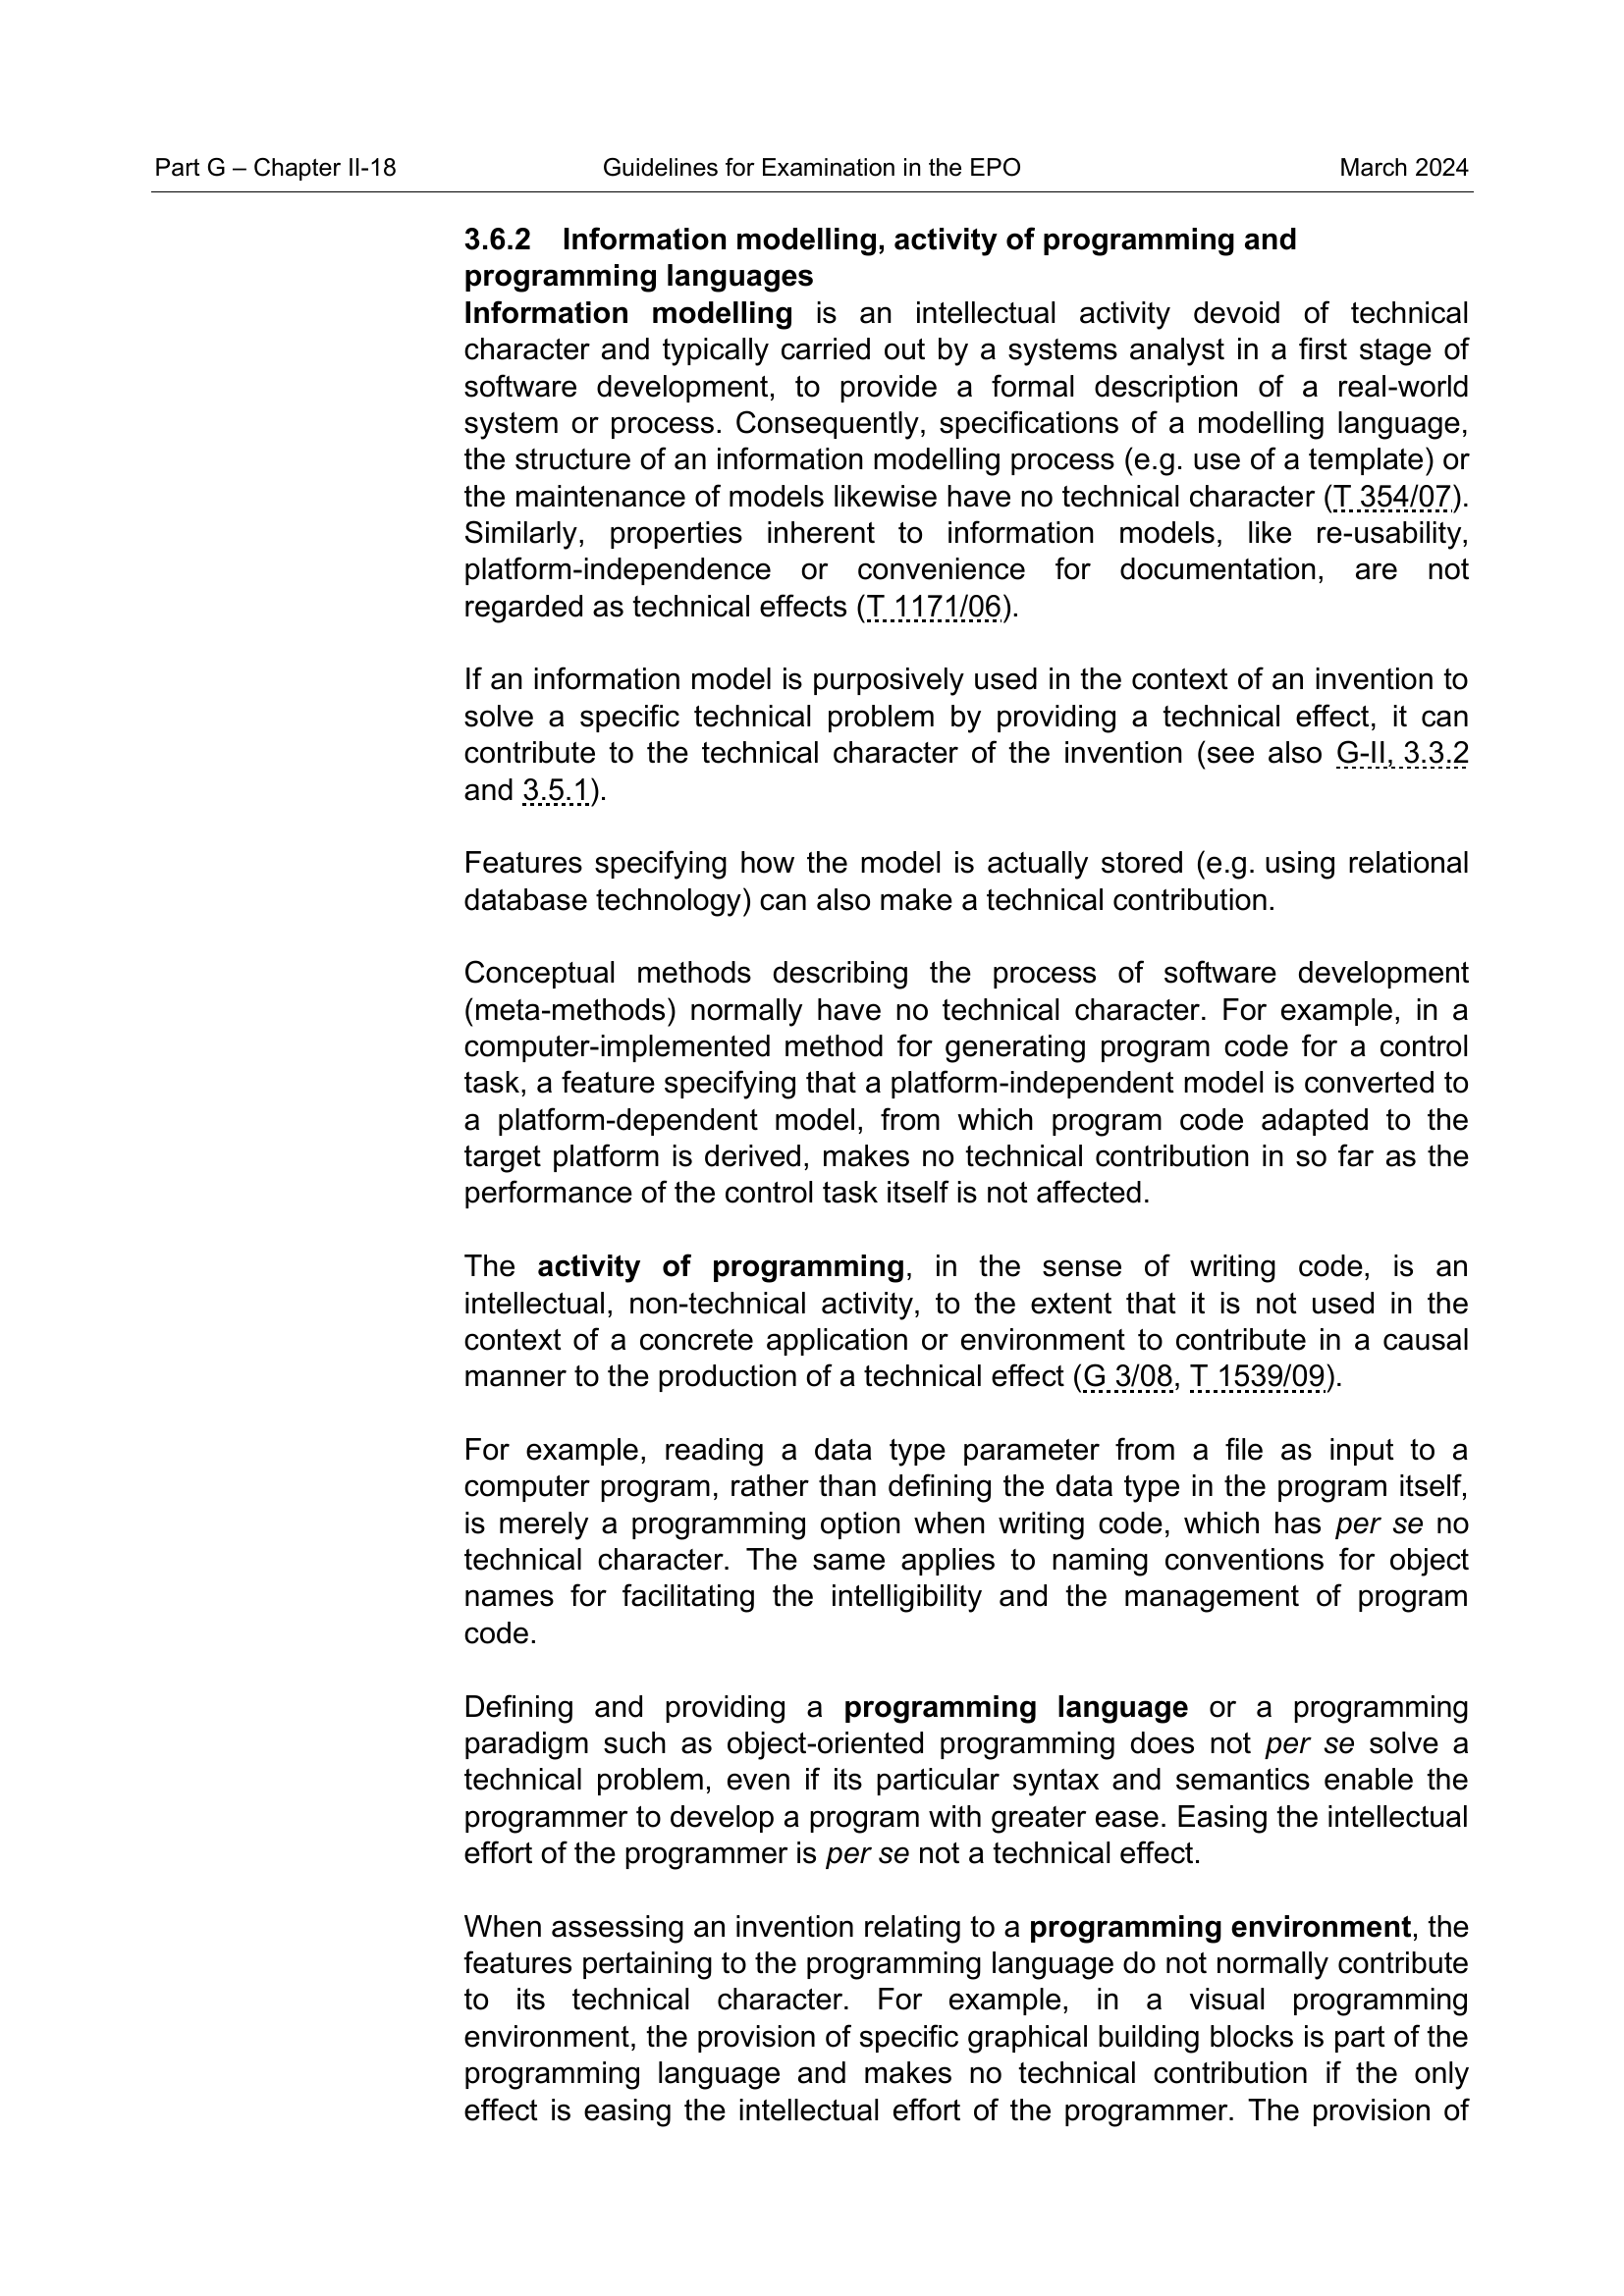 Part G – Chapter II-18 Guidelines for Examination in the EPO March 2024
3.6.2 Information modelling, activity of programming and
programming languages
Information modelling is an intellectual activity devoid of technical
character and typically carried out by a systems analyst in a first stage of
software development, to provide a formal description of a real-world
system or process. Consequently, specifications of a modelling language,
the structure of an information modelling process (e.g. use of a template) or
the maintenance of models likewise have no technical character (T 354/07).
Similarly, properties inherent to information models, like re-usability,
platform-independence or convenience for documentation, are not
regarded as technical effects (T 1171/06).
If an information model is purposively used in the context of an invention to
solve a specific technical problem by providing a technical effect, it can
contribute to the technical character of the invention (see also G-II, 3.3.2
and 3.5.1).
Features specifying how the model is actually stored (e.g. using relational
database technology) can also make a technical contribution.
Conceptual methods describing the process of software development
(meta-methods) normally have no technical character. For example, in a
computer-implemented method for generating program code for a control
task, a feature specifying that a platform-independent model is converted to
a platform-dependent model, from which program code adapted to the
target platform is derived, makes no technical contribution in so far as the
performance of the control task itself is not affected.
The activity of programming, in the sense of writing code, is an
intellectual, non-technical activity, to the extent that it is not used in the
context of a concrete application or environment to contribute in a causal
manner to the production of a technical effect (G 3/08, T 1539/09).
For example, reading a data type parameter from a file as input to a
computer program, rather than defining the data type in the program itself,
is merely a programming option when writing code, which has per se no
technical character. The same applies to naming conventions for object
names for facilitating the intelligibility and the management of program
code.
Defining and providing a programming language or a programming
paradigm such as object-oriented programming does not per se solve a
technical problem, even if its particular syntax and semantics enable the
programmer to develop a program with greater ease. Easing the intellectual
effort of the programmer is per se not a technical effect.
When assessing an invention relating to a programming environment, the
features pertaining to the programming language do not normally contribute
to its technical character. For example, in a visual programming
environment, the provision of specific graphical building blocks is part of the
programming language and makes no technical contribution if the only
effect is easing the intellectual effort of the programmer. The provision of